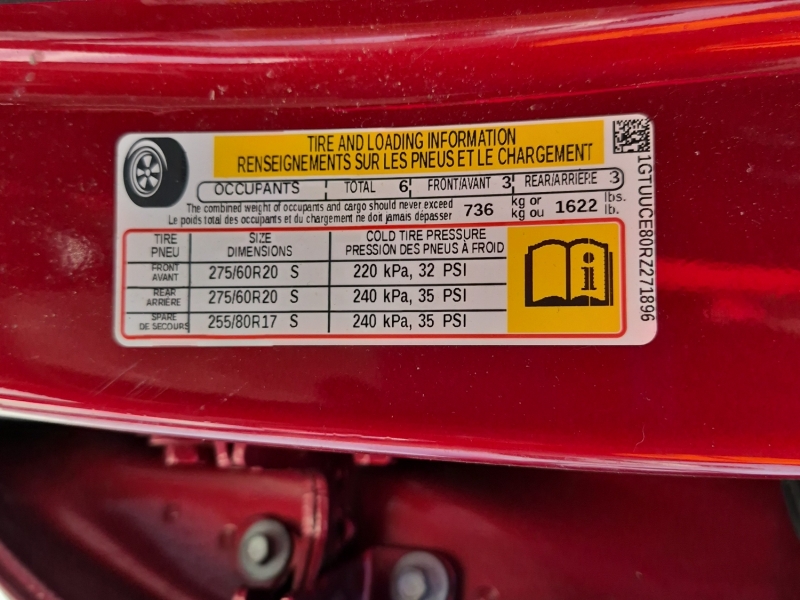 TIRE AND LOADING INFORMATION
RENSEIGNEMENTS SUR LES PNEUS ET LE CHARGEMENT
OCCUPANTS TOTAL 6 FRONT/AVANT 3 REAR/ARRIÈRE 3
The combined weight of occupants and cargo should never exceed 736 kg or 1622 lbs.
Le poids total des occupants et du chargement ne doit jamais dépasser kg ou lb.
TIRE SIZE COLD TIRE PRESSURE
PNEU DIMENSIONS PRESSION DES PNEUS À FROID
FRONT
AVANT 275/60R20 S 220 kPa, 32 PSI
REAR
ARRIÈRE 275/60R20 S 240 kPa, 35 PSI
SPARE
DE SECOURS 255/80R17 S 240 kPa, 35 PSI
i
1GTUUCE80RZ271896